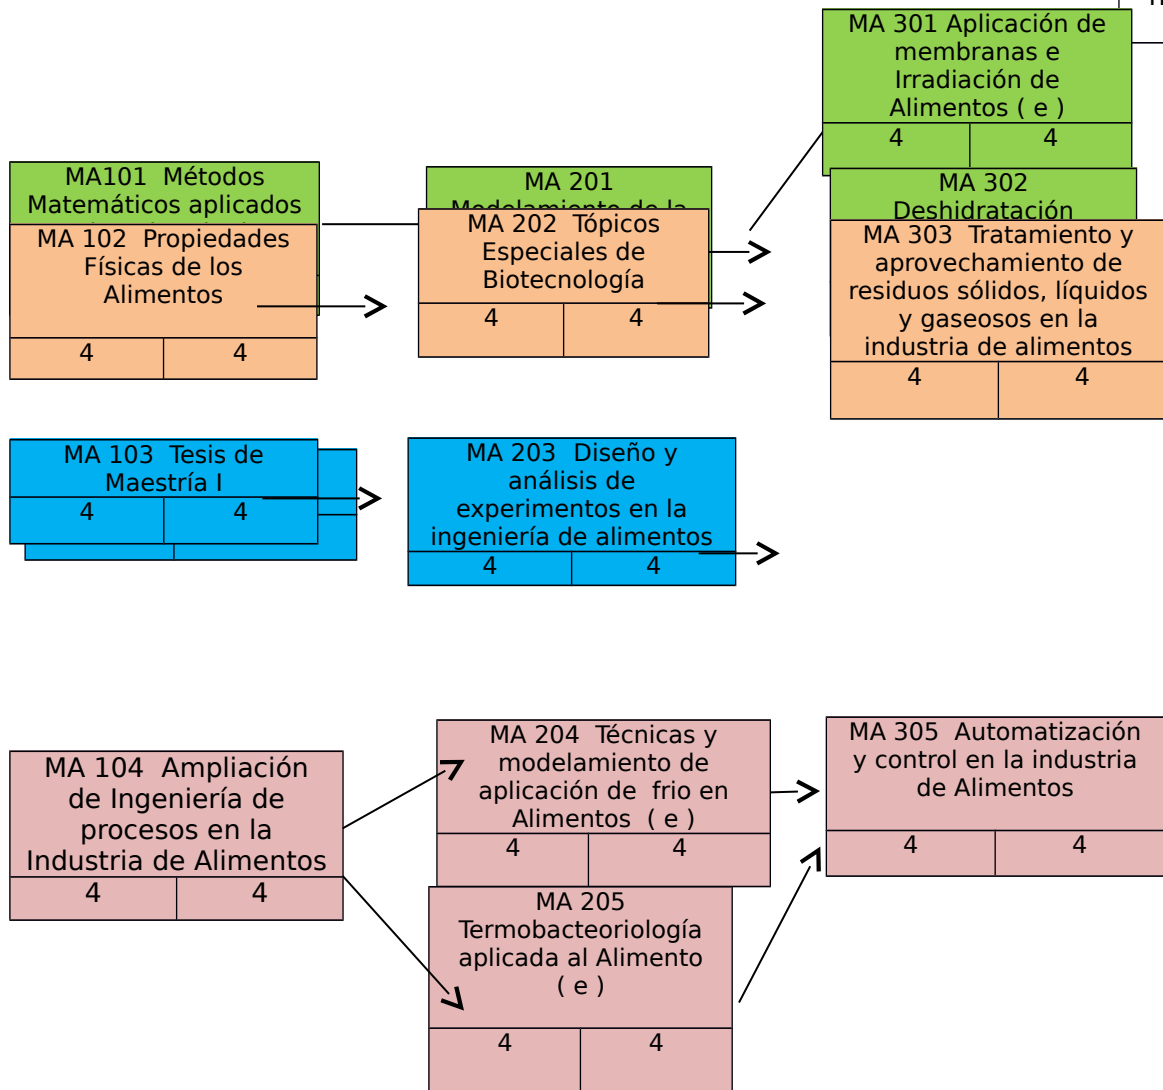 MA 301 Aplicación de
membranas e
Irradiación de
Alimentos ( e )
4 4
MA101 Métodos
Matemáticos aplicados
MA 102 Propiedades
Físicas de los
Alimentos
4 4
MA 201
Modelamiento de la
MA 202 Tópicos
Especiales de
Biotecnología
4 4
MA 302
Deshidratación
MA 303 Tratamiento y
aprovechamiento de
residuos sólidos, líquidos
y gaseosos en la
industria de alimentos
4 4
MA 103 Tesis de
Maestría I
4 4
MA 203 Diseño y
análisis de
experimentos en la
ingeniería de alimentos
4 4
MA 104 Ampliación
de Ingeniería de
procesos en la
Industria de Alimentos
4 4
MA 204 Técnicas y
modelamiento de
aplicación de frio en
Alimentos ( e )
4 4
MA 205
Termobacteoriología
aplicada al Alimento
( e )
4 4
MA 305 Automatización
y control en la industria
de Alimentos
4 4